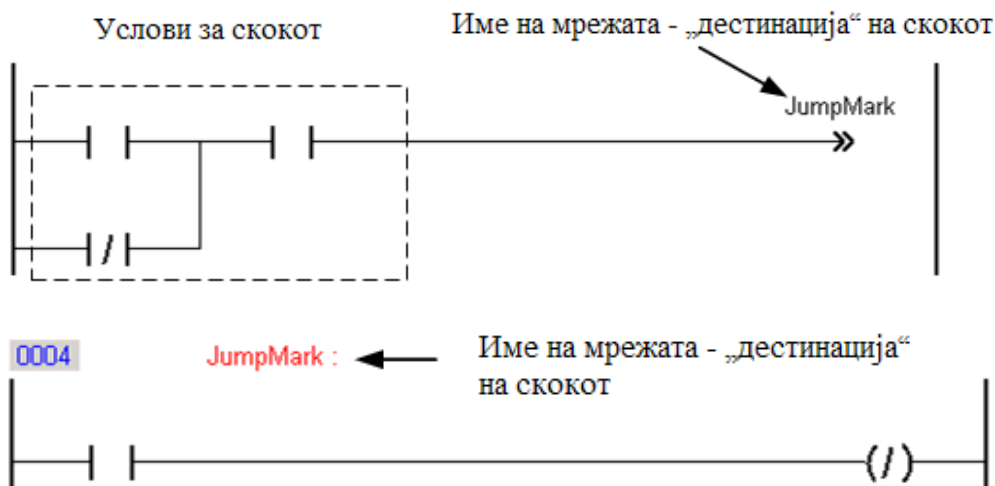 Услови за скокот
Име на мрежата - „дестинација“ на скокот
JumpMark
0004
JumpMark :
Име на мрежата - „дестинација“
на скокот